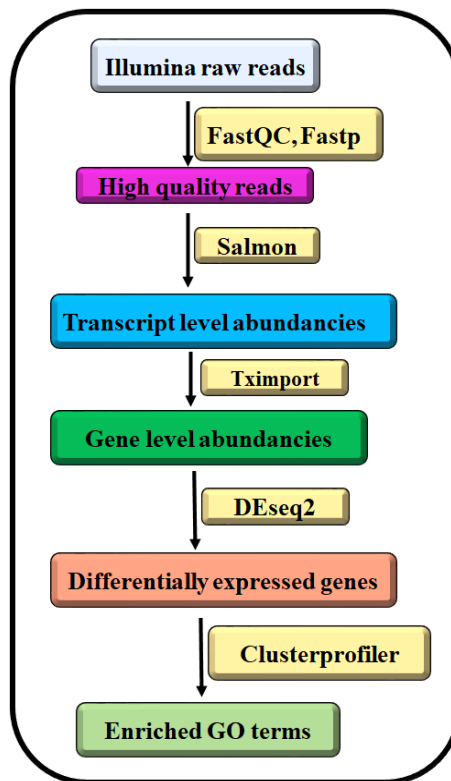 Illumina raw reads
FastQC, Fastp
High quality reads
Salmon
Transcript level abundancies
Tximport
Gene level abundancies
DEseq2
Differentially expressed genes
Clusterprofiler
Enriched GO terms